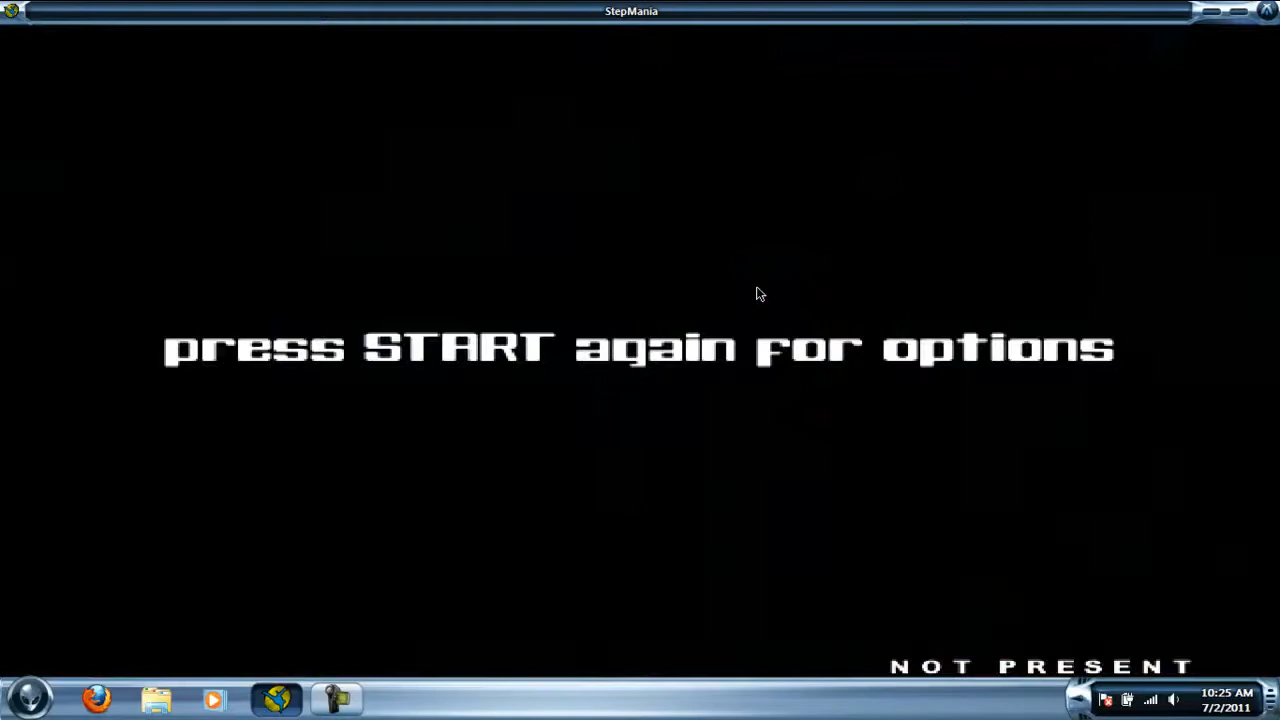 StepMania
press START again for options
NOT PRESENT
10:25 AM
7/2/2011